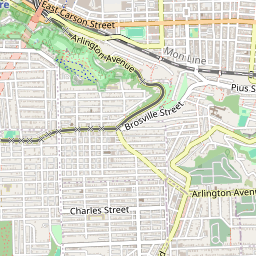 East Carson Street
Arlington Avenue
Mon Line
Pius S
Brosville Street
Arlington Aven
Charles Street